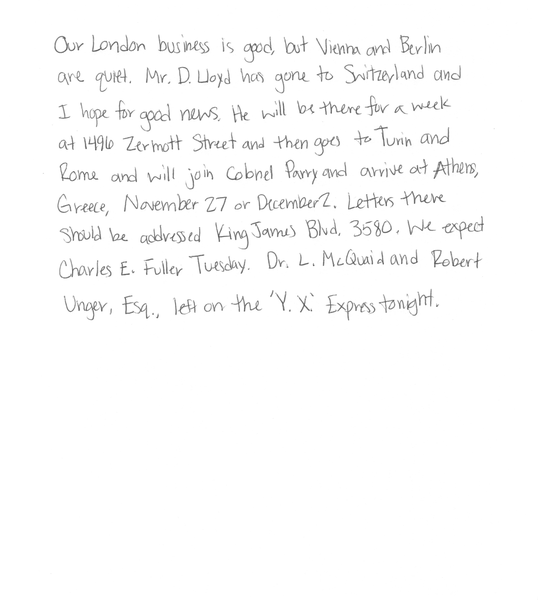 Our London business is good, but Vienna and Berlin
are quiet. Mr. D. Lloyd has gone to Switzerland and
I hope for good news. He will be there for a week
at 1496 Zermott Street and then goes to Turin and
Rome and will join Colonel Parry and arrive at Athens,
Greece, November 27 or December 2. Letters there
should be addressed King James Blvd. 3580. We expect
Charles E. Fuller Tuesday. Dr. L. McQuaid and Robert
Unger, Esq., left on the 'Y. X.' Express tonight.